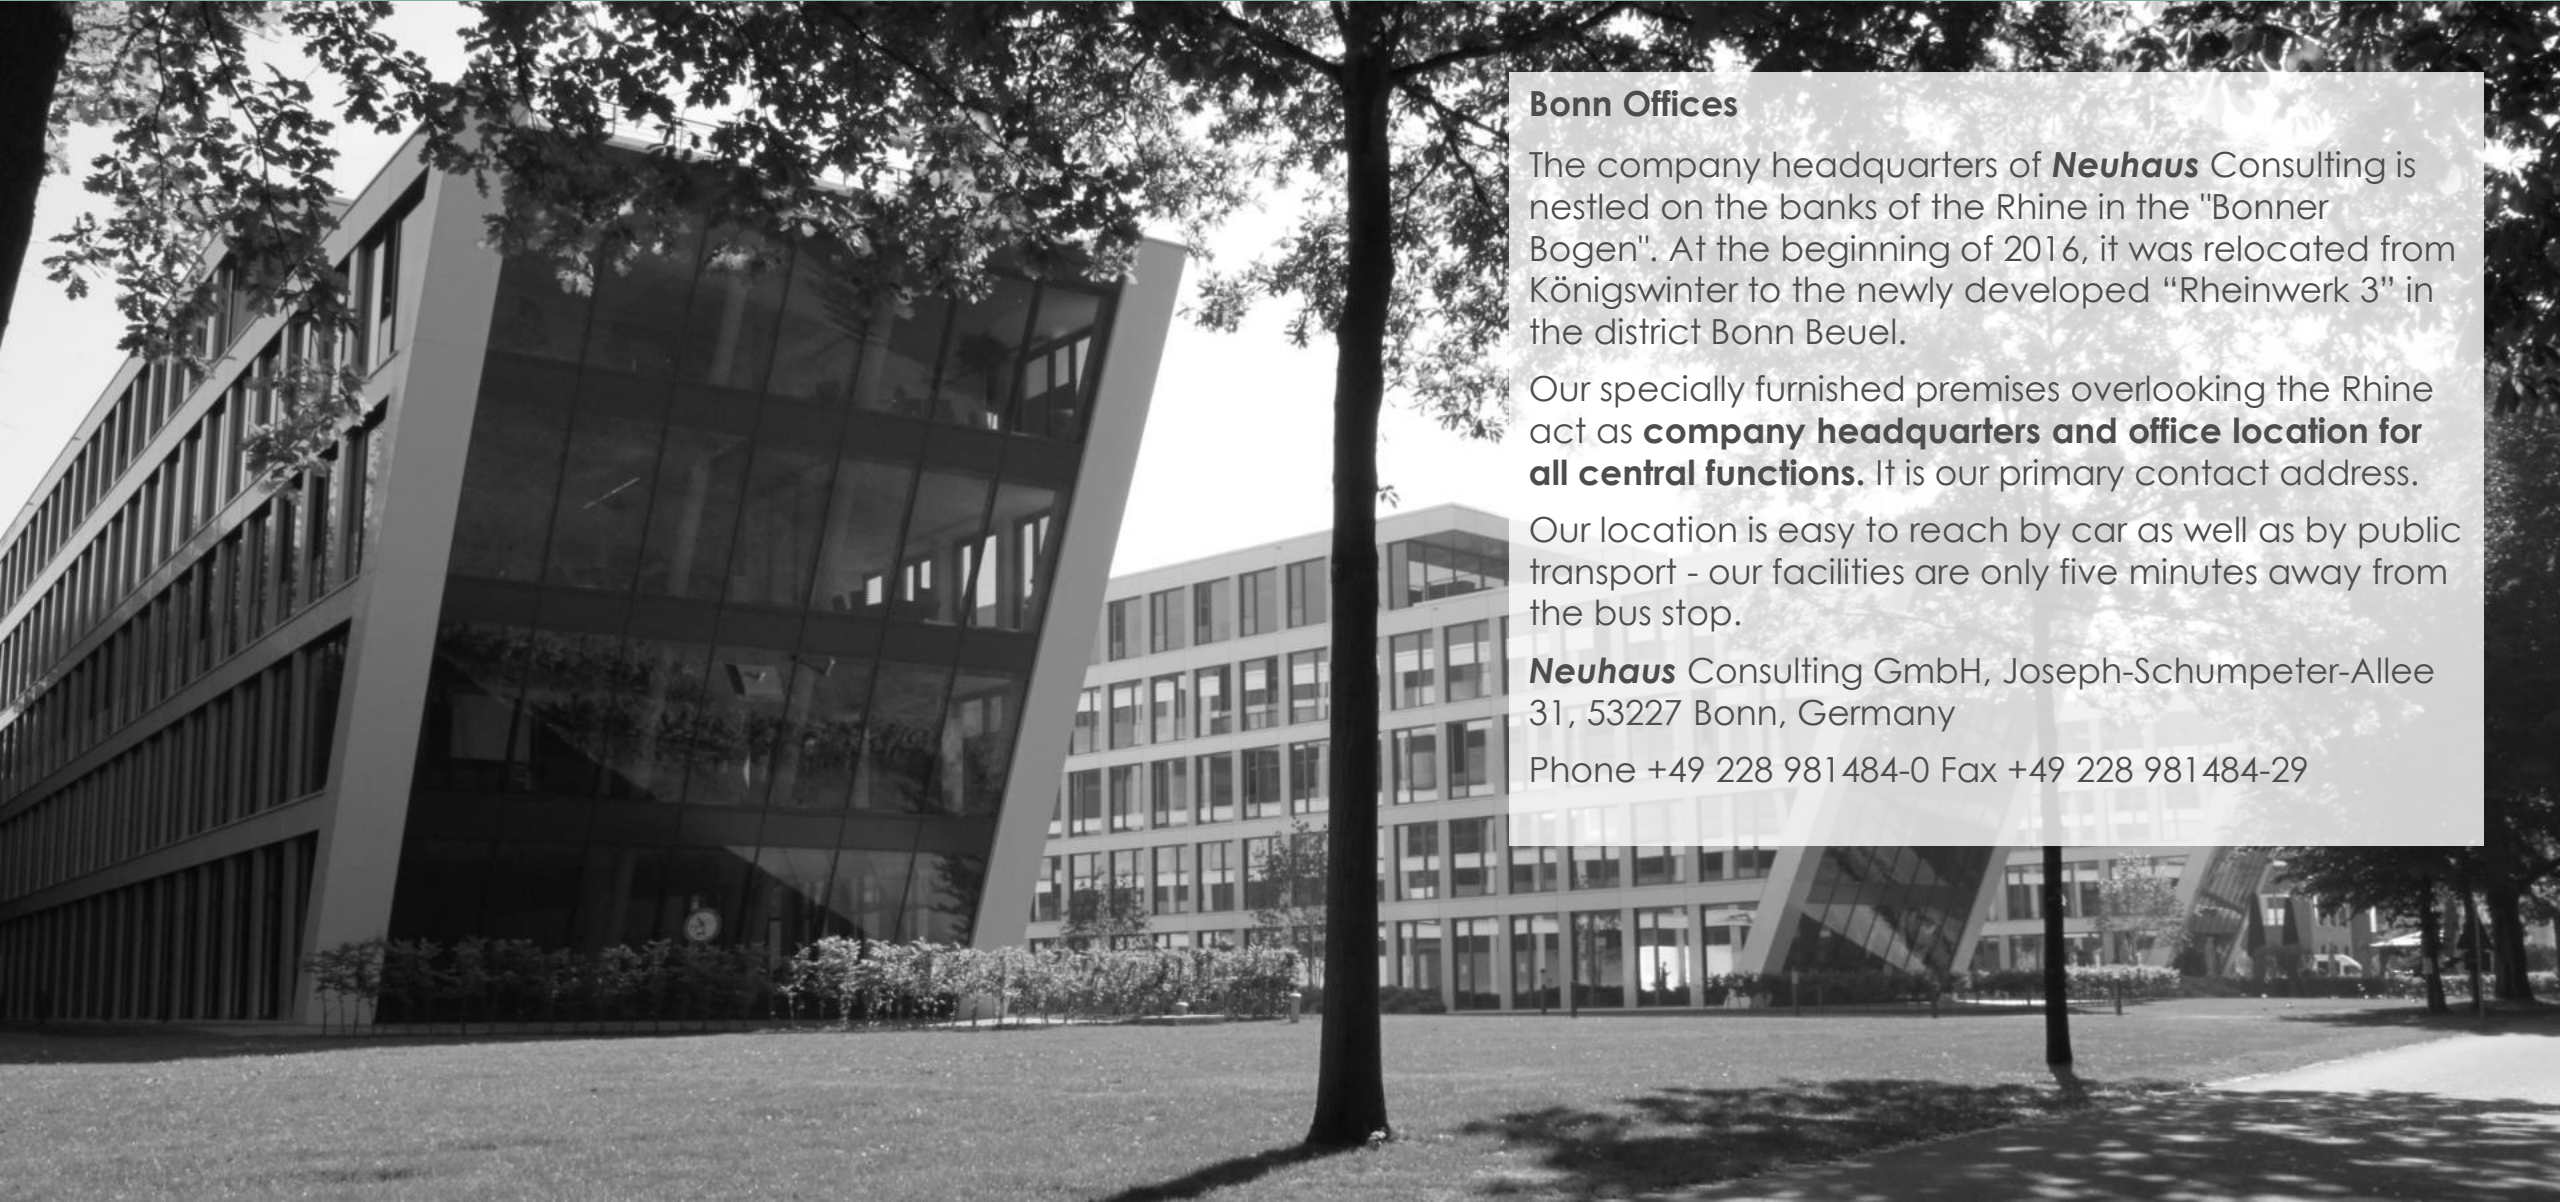 Bonn Offices
The company headquarters of Neuhaus Consulting is
nestled on the banks of the Rhine in the "Bonner
Bogen". At the beginning of 2016, it was relocated from
Königswinter to the newly developed “Rheinwerk 3” in
the district Bonn Beuel.
Our specially furnished premises overlooking the Rhine
act as company headquarters and office location for
all central functions. It is our primary contact address.
Our location is easy to reach by car as well as by public
transport - our facilities are only five minutes away from
the bus stop.
Neuhaus Consulting GmbH, Joseph-Schumpeter-Allee
31, 53227 Bonn, Germany
Phone +49 228 981484-0 Fax +49 228 981484-29